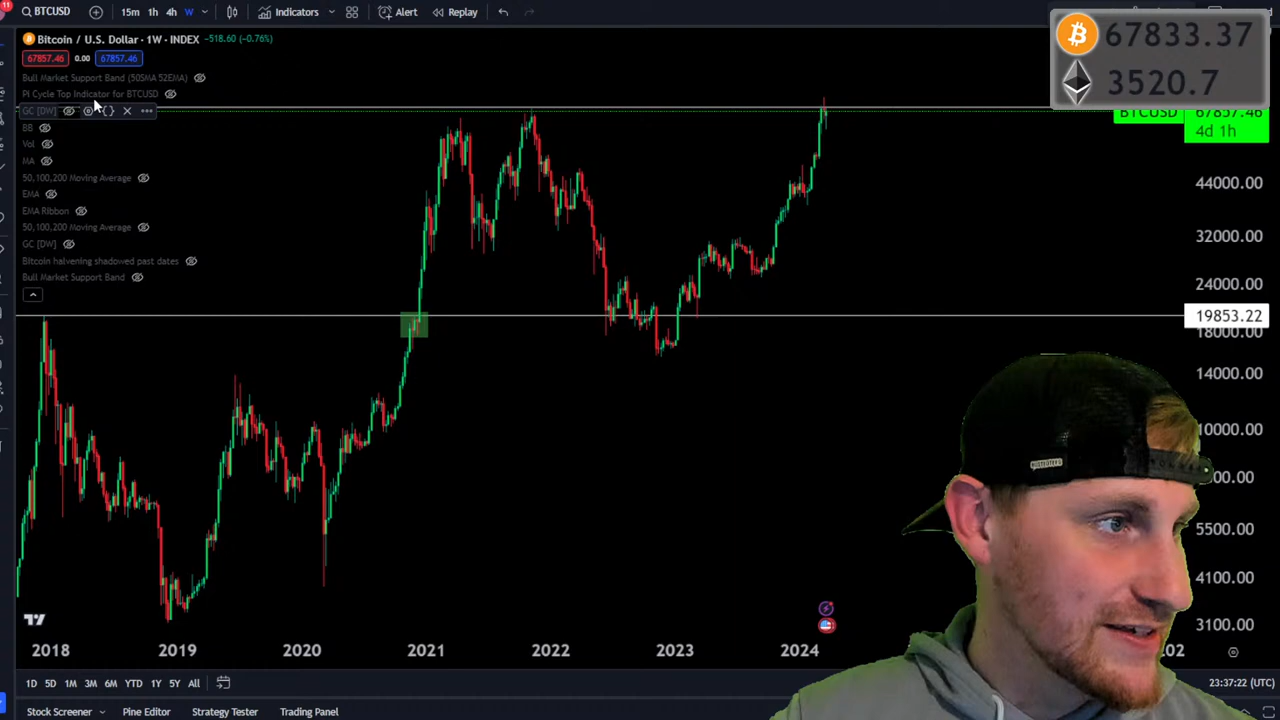 11
BTCUSD 15m 1h 4h W Indicators Alert Replay
Bitcoin / U.S. Dollar · 1W · INDEX -518.60 (-0.76%)
67857.46 0.00 67857.46
Bull Market Support Band (50SMA 52EMA)
PI Cycle Top Indicator for BTCUSD
GC [DW]
BB
Vol
MA
50,100,200 Moving Average
EMA
EMA Ribbon
50,100,200 Moving Average
GC [DW]
Bitcoin halvening shadowed past dates
Bull Market Support Band
67833.37
3520.7
BTCUSD 67857.46
4d 1h
44000.00
32000.00
24000.00
19853.22
18000.00
14000.00
10000.00
00.00
5500.00
4100.00
3100.00
2018 2019 2020 2021 2022 2023 2024 202
1D 5D 1M 3M 6M YTD 1Y 5Y All
23:37:22 (UTC)
Stock Screener Pine Editor Strategy Tester Trading Panel